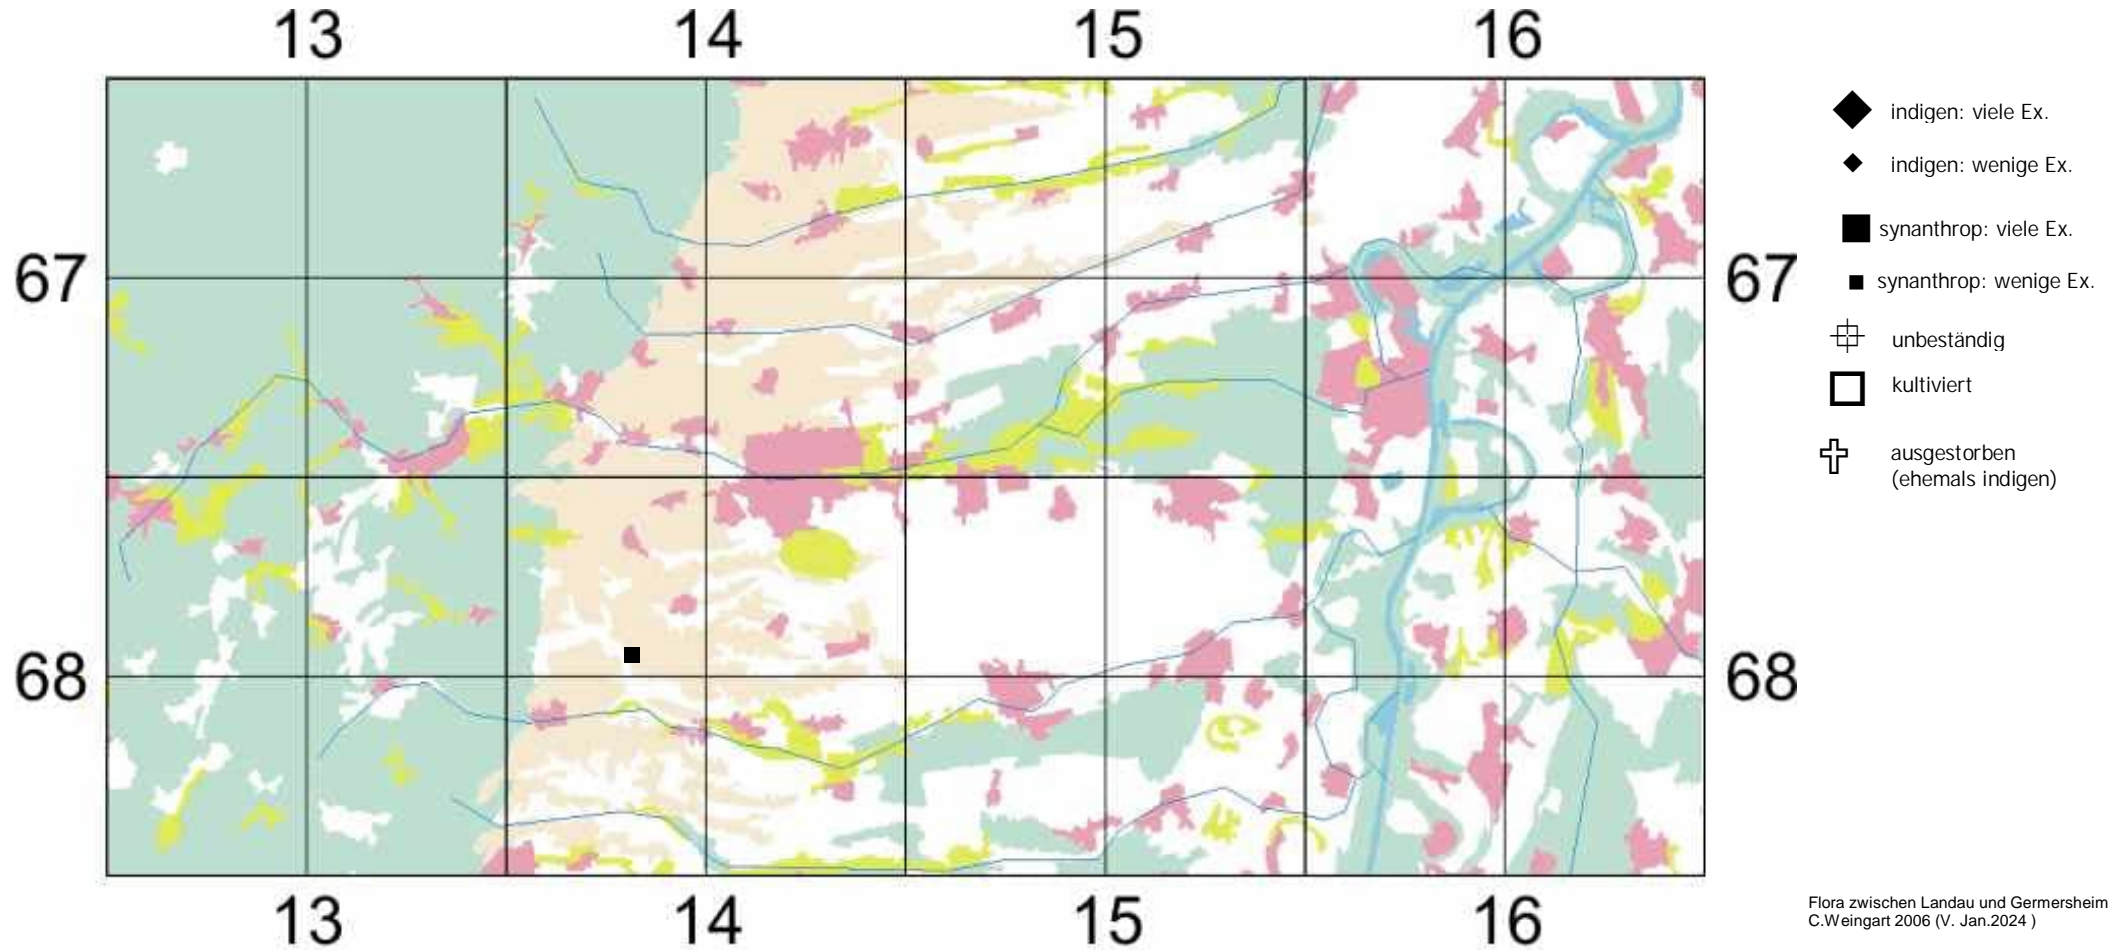 13 14 15 16
indigen: viele Ex.
indigen: wenige Ex.
synanthrop: viele Ex.
67 67
synanthrop: wenige Ex.
unbeständig
kultiviert
ausgestorben
(ehemals indigen)
68 68
13 14 15 16
Flora zwischen Landau und Germersheim
C.Weingart 2006 (V. Jan.2024 )